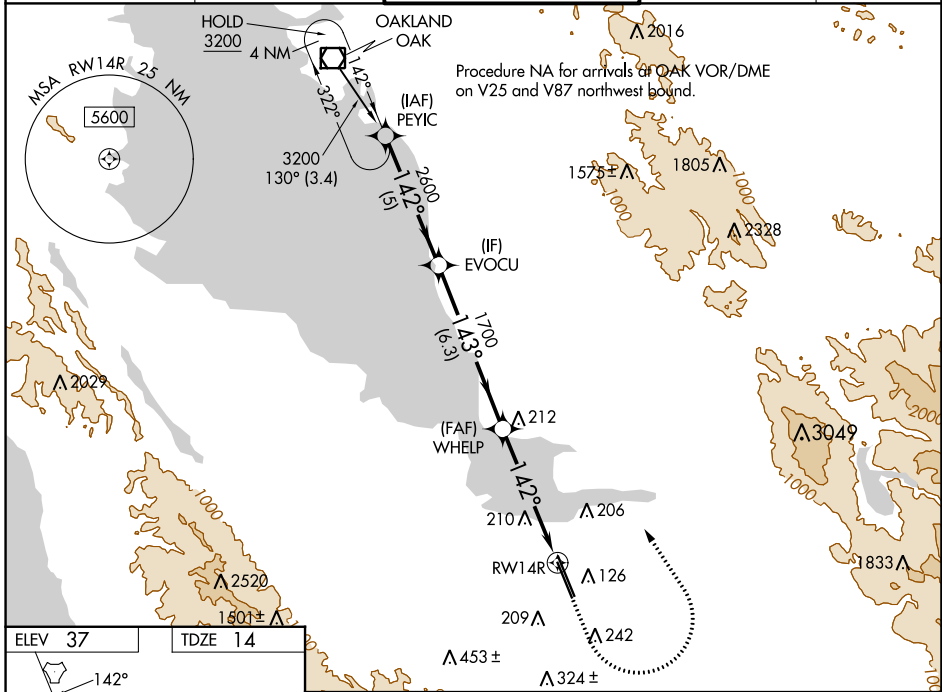 HOLD
3200
4 NM
OAKLAND
OAK
2016
MSA RW14R 25 NM
5600
142°
322°
Procedure NA for arrivals at OAK VOR/DME
on V25 and V87 northwest bound.
(IAF)
PEYIC
3200
130° (3.4)
2600
142°
(5)
1575±
1805
1000
1000
2328
(IF)
EVOCU
1700
143°
(6.3)
2029
212
(FAF)
WHELP
3049
2000
1000
142°
210
206
1000
RW14R
126
1833
2520
1501±
209
242
ELEV 37
TDZE 14
453 ±
324 ±
142°